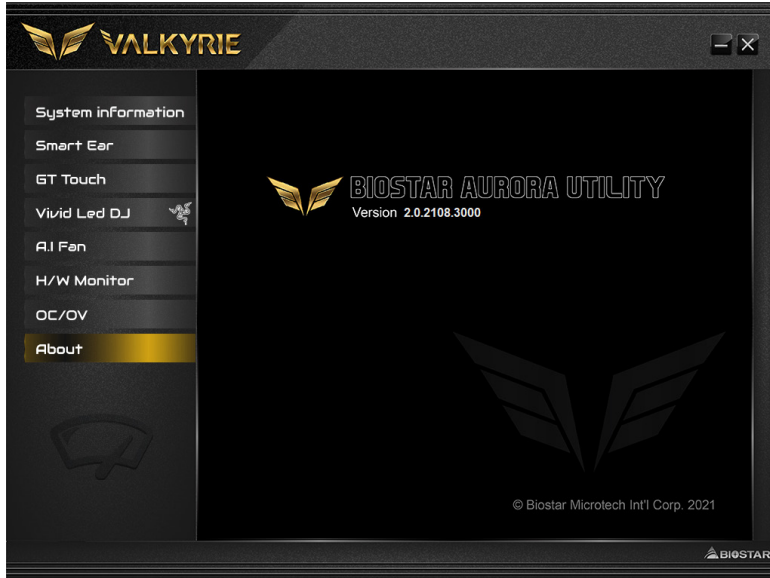 VALKYRIE
System information
Smart Ear
GT Touch
Vivid Led DJ
A.I Fan
H/W Monitor
OC/OV
About
BIOSTAR AURORA UTILITY
Version 2.0.2108.3000
© Biostar Microtech Int'l Corp. 2021
BIOSTAR